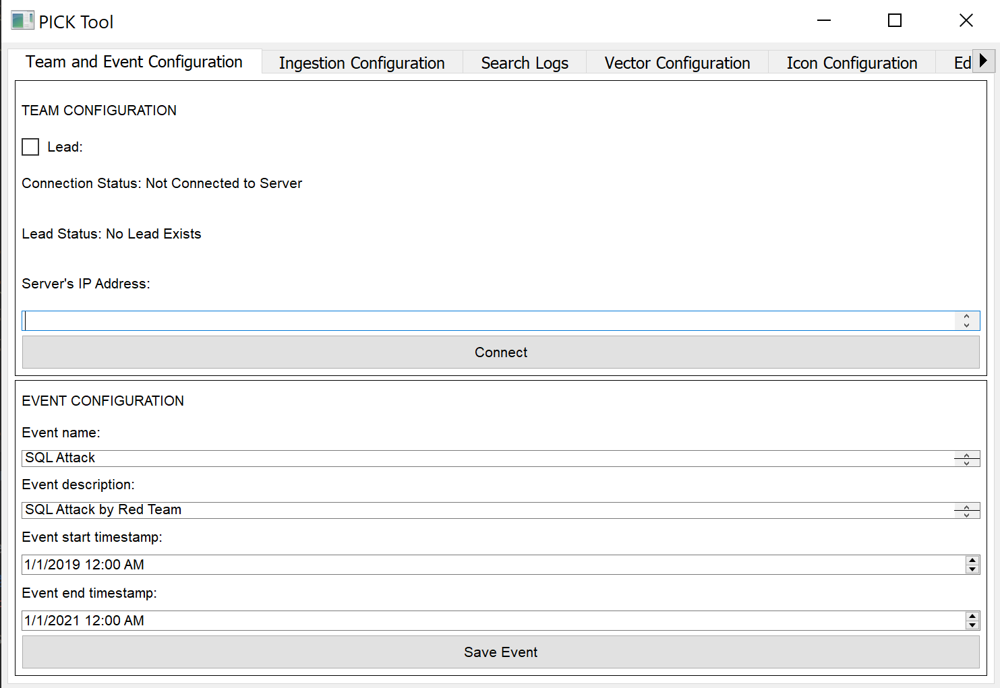 PICK Tool
Team and Event Configuration Ingestion Configuration Search Logs Vector Configuration Icon Configuration Ed
TEAM CONFIGURATION
Lead:
Connection Status: Not Connected to Server
Lead Status: No Lead Exists
Server's IP Address:
Connect
EVENT CONFIGURATION
Event name:
SQL Attack
Event description:
SQL Attack by Red Team
Event start timestamp:
1/1/2019 12:00 AM
Event end timestamp:
1/1/2021 12:00 AM
Save Event